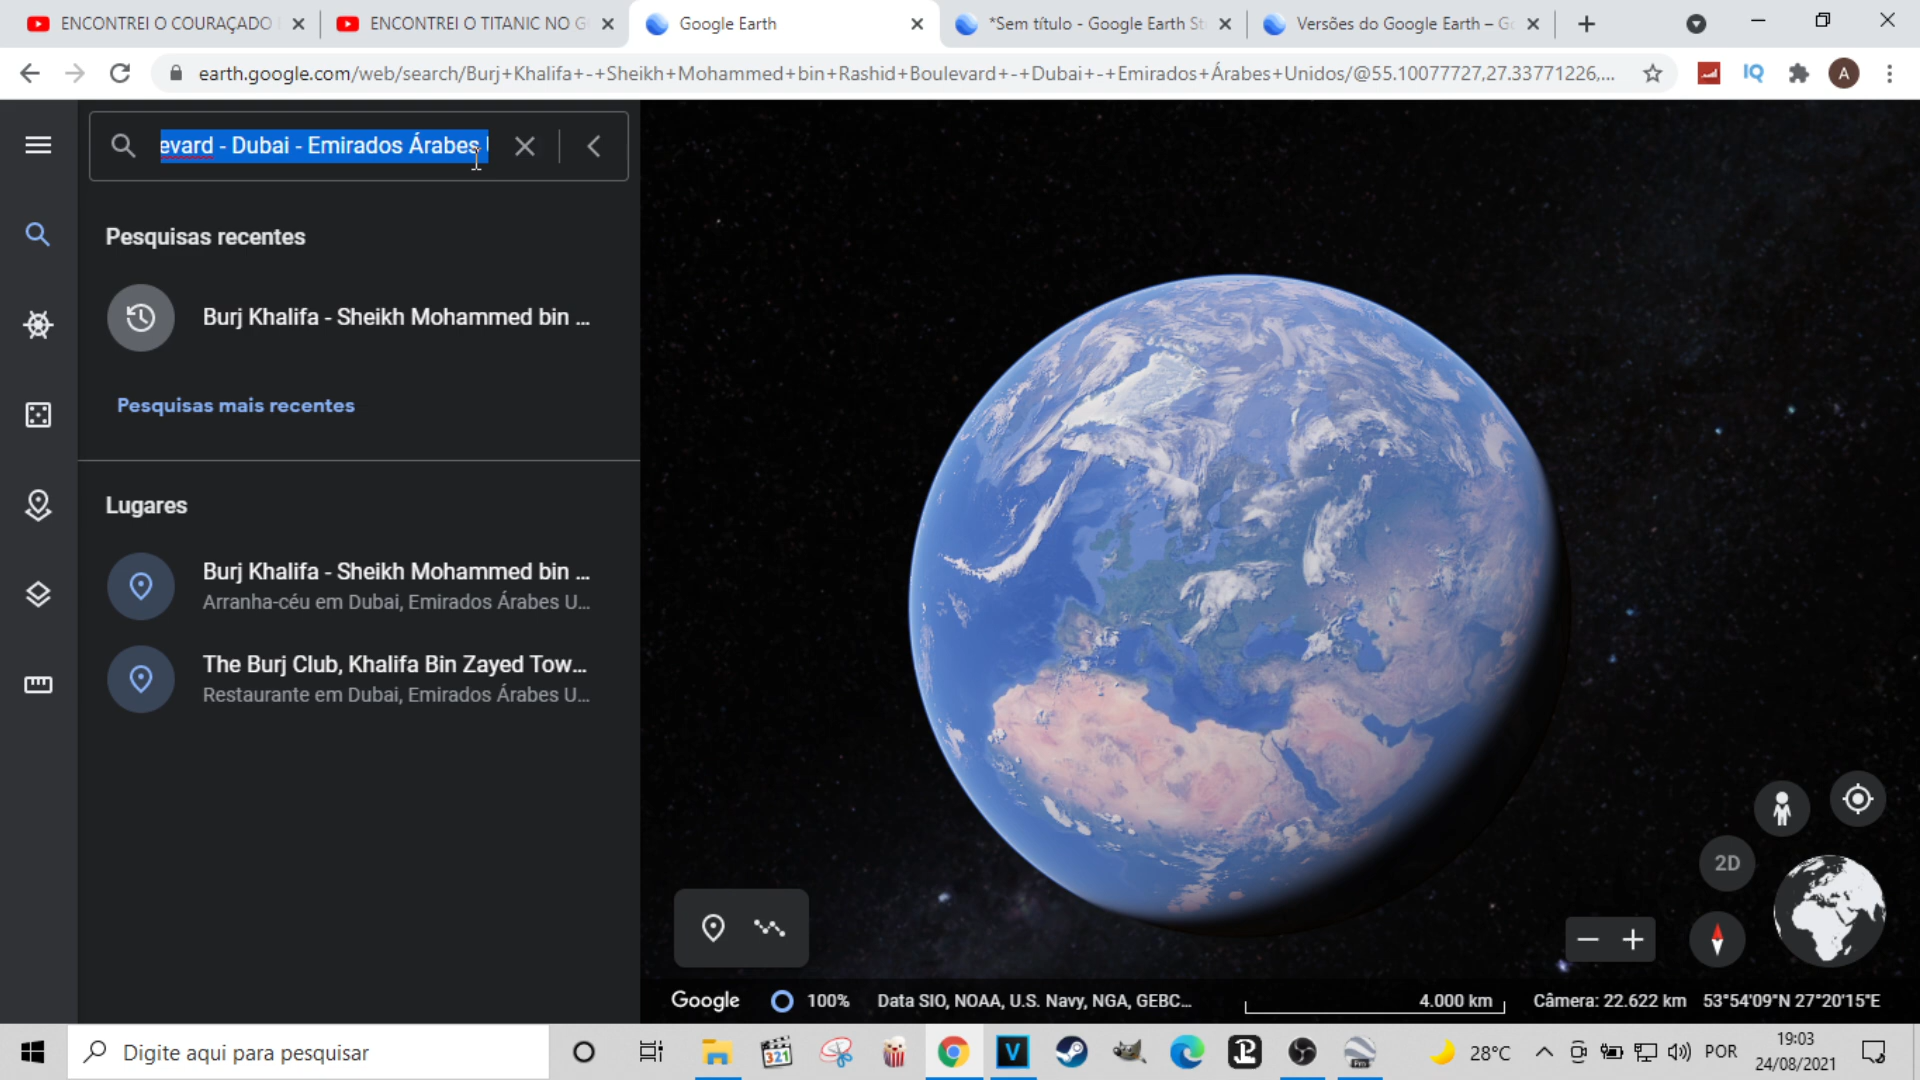 ENCONTREI O COURAÇADO
ENCONTREI O TITANIC NO G
Google Earth
*Sem título - Google Earth St
Versões do Google Earth – Go
earth.google.com/web/search/Burj+Khalifa+-+Sheikh+Mohammed+bin+Rashid+Boulevard+-+Dubai+-+Emirados+Árabes+Unidos/@55.10077727,27.33771226,...
IQ
A
evard - Dubai - Emirados Árabes
Pesquisas recentes
Burj Khalifa - Sheikh Mohammed bin ...
Pesquisas mais recentes
Lugares
Burj Khalifa - Sheikh Mohammed bin ...
Arranha-céu em Dubai, Emirados Árabes U...
The Burj Club, Khalifa Bin Zayed Tow...
Restaurante em Dubai, Emirados Árabes U...
2D
Google
100%
Data SIO, NOAA, U.S. Navy, NGA, GEBC...
4.000 km
Câmera: 22.622 km
53°54'09"N 27°20'15"E
Digite aqui para pesquisar
321
V
Pro
28°C
POR
19:03
24/08/2021